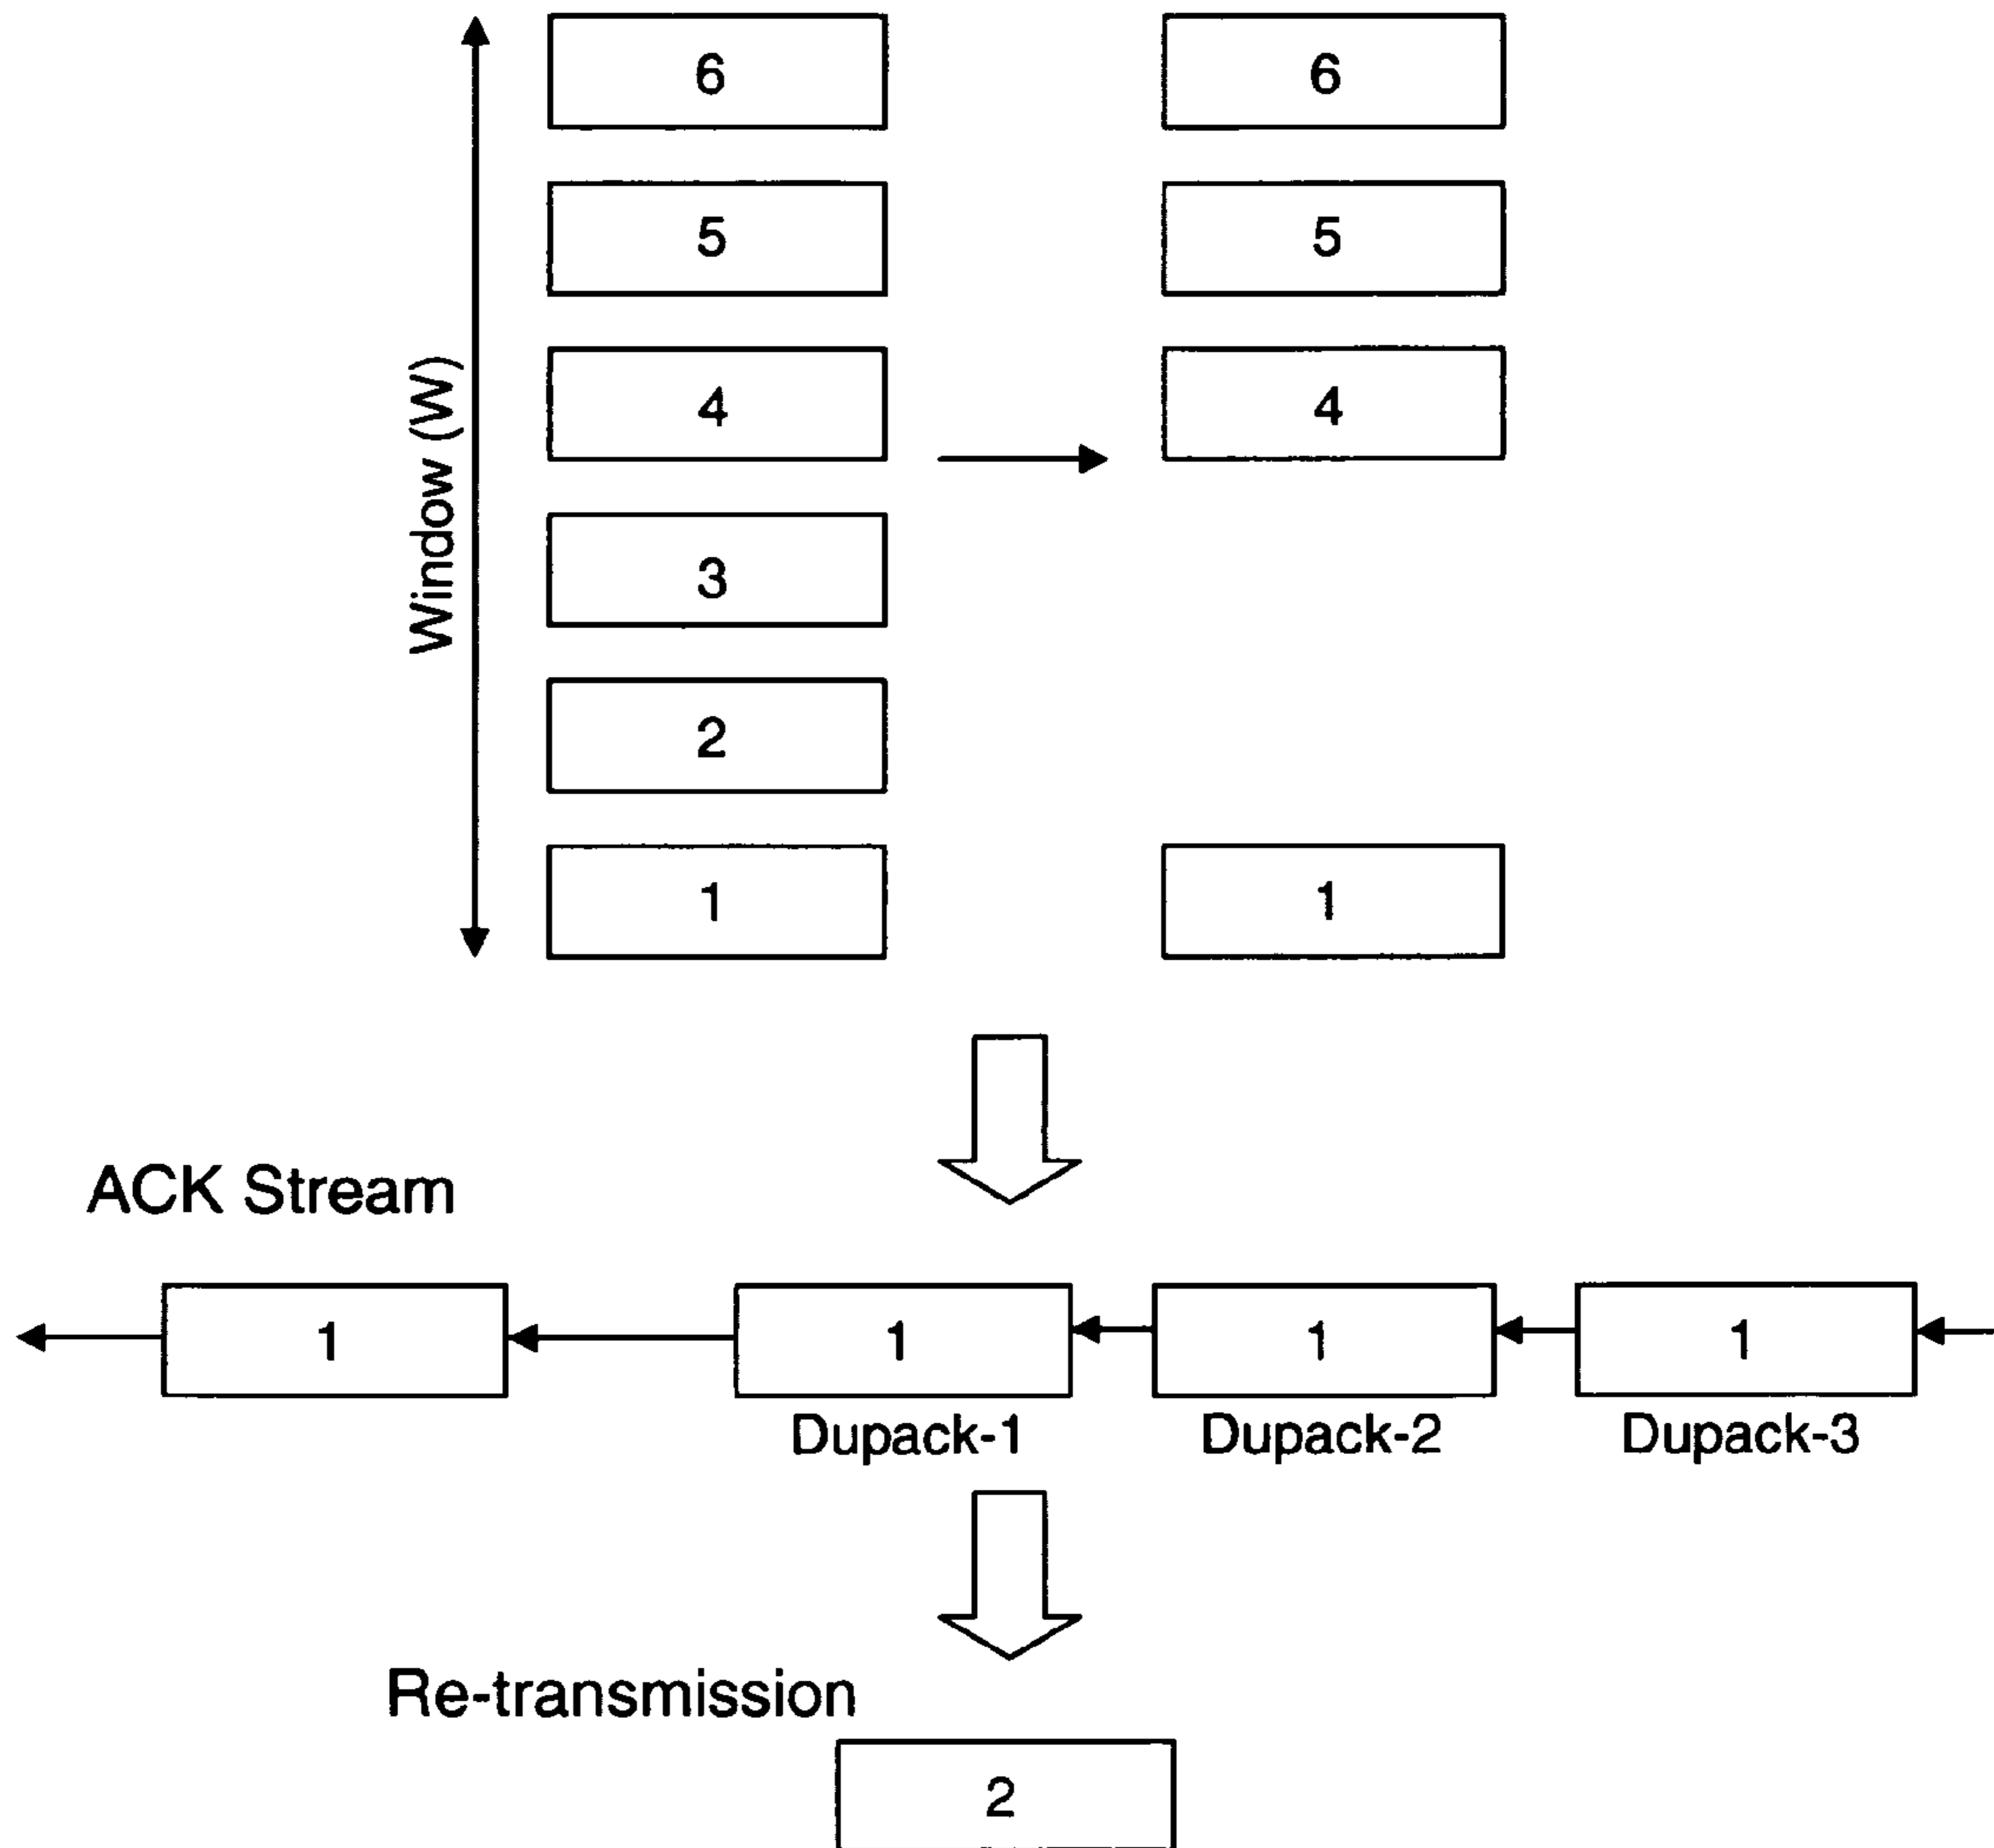 6 6
5 5
4 4
Window (W)
3
2
1 1
ACK Stream
1 1 1 1
Dupack-1 Dupack-2 Dupack-3
Re-transmission
2